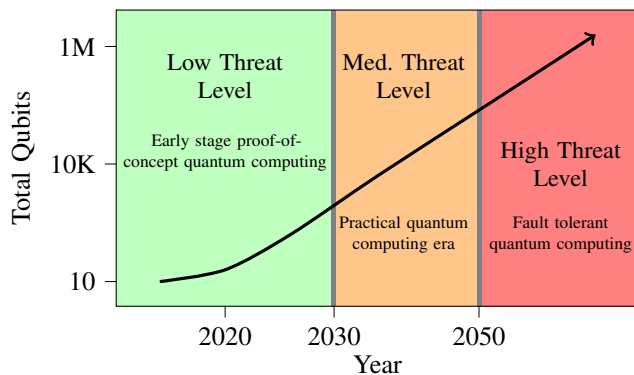 Total Qubits
1M
10K
10
Low Threat
Level
Early stage proof-of-
concept quantum computing
Med. Threat
Level
Practical quantum
computing era
High Threat
Level
Fault tolerant
quantum computing
2020
2030
2050
Year